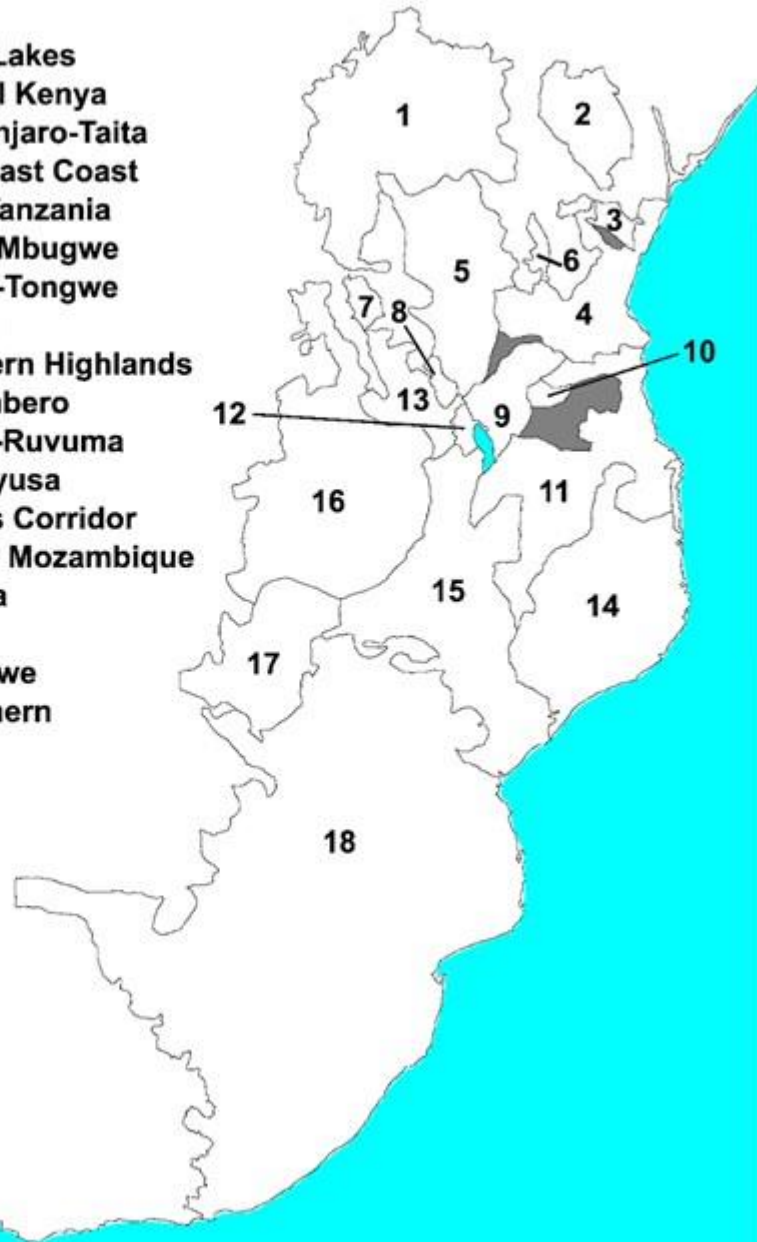 Lakes
Kenya
njaro-Taita
ast Coast
anzania
Mbugwe
-Tongwe
ern Highlands
bero
-Ruvuma
yusa
s Corridor
Mozambique
a
we
ern
1
2
3
6
5
4
7
8
10
13
12
9
11
16
15
14
17
18